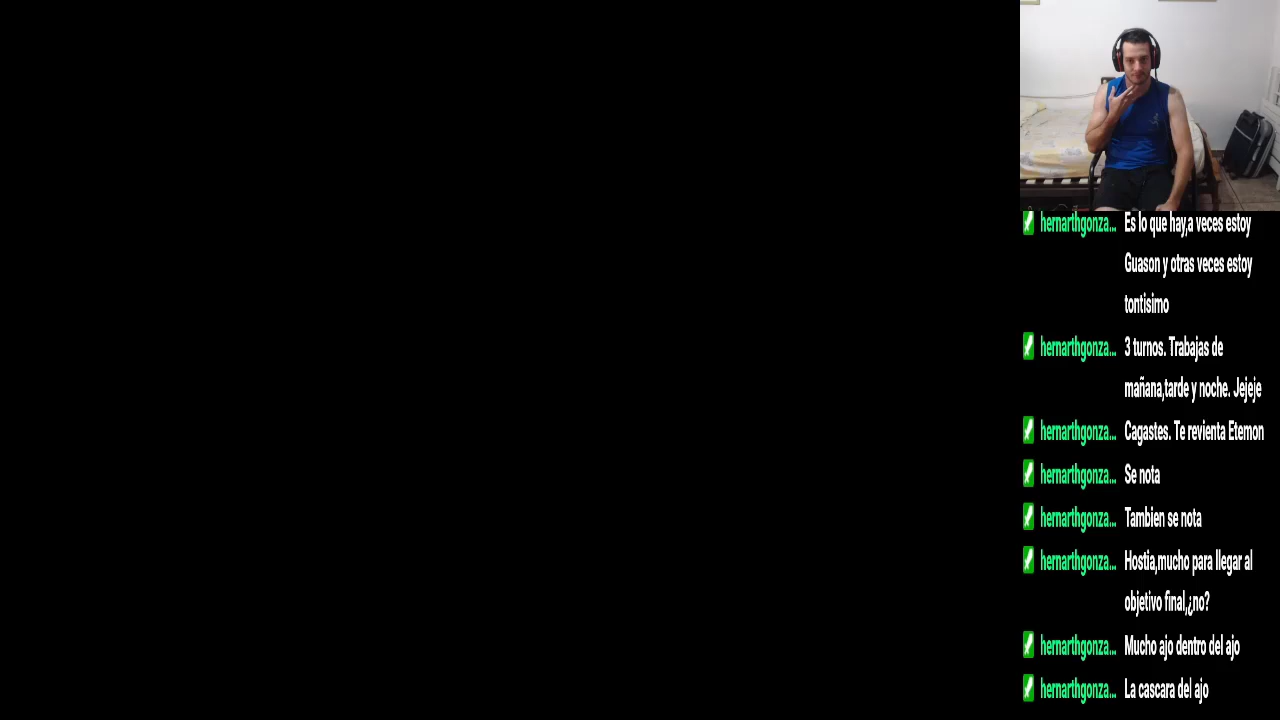 hernarthgonza... Es lo que hay,a veces estoy
Guason y otras veces estoy
tontisimo
hernarthgonza... 3 turnos. Trabajas de
mañana,tarde y noche. Jejeje
hernarthgonza... Cagastes. Te revienta Etemon
hernarthgonza... Se nota
hernarthgonza... Tambien se nota
hernarthgonza... Hostia,mucho para llegar al
objetivo final,¿no?
hernarthgonza... Mucho ajo dentro del ajo
hernarthgonza... La cascara del ajo